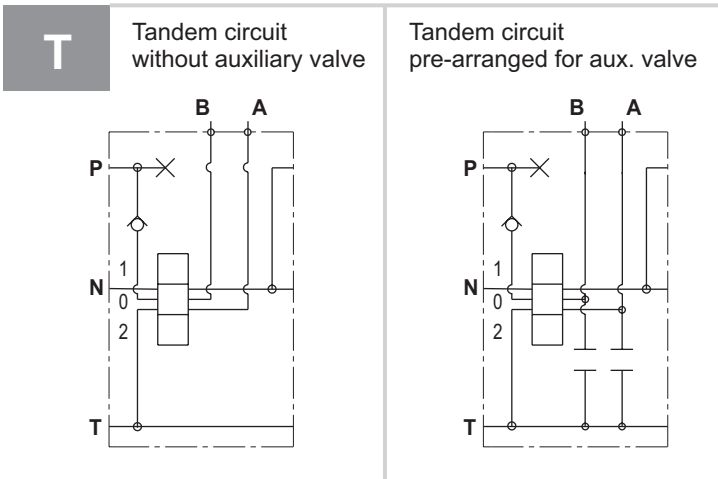 T
Tandem circuit
without auxiliary valve
B A
P
1
N
0
2
T
Tandem circuit
pre-arranged for aux. valve
B A
P
1
N
0
2
T